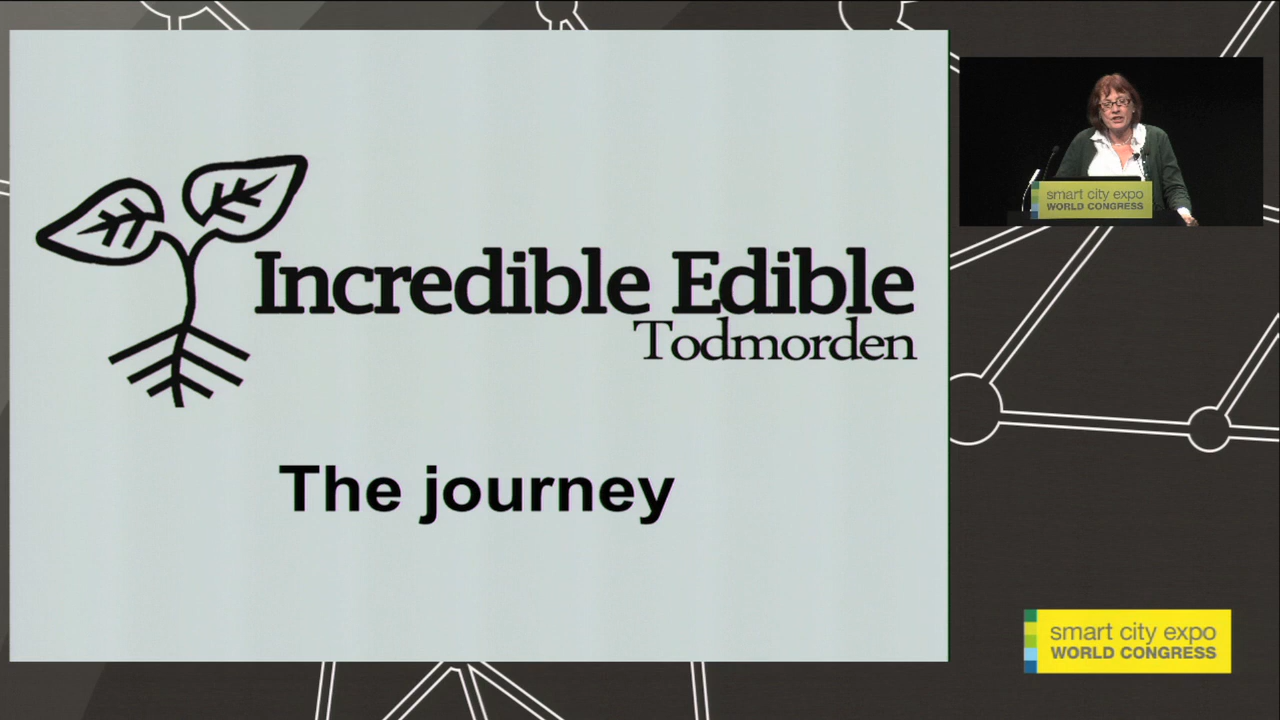 Incredible Edible
Todmorden
The journey
smart city expo
WORLD CONGRESS
smart city expo
WORLD CONGRESS